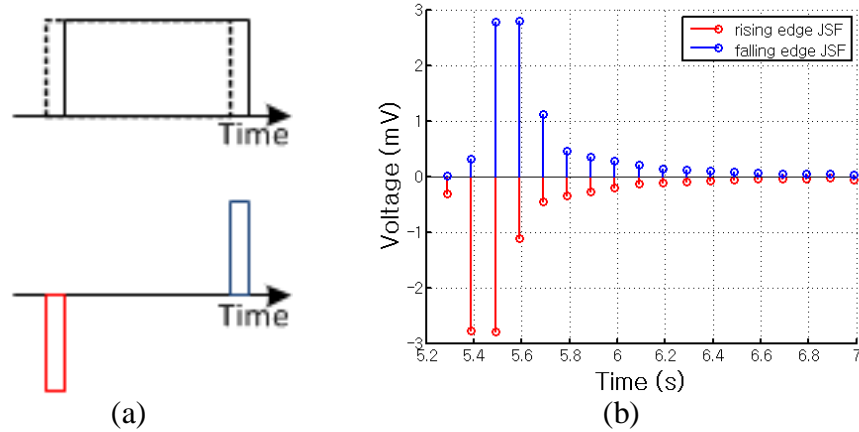 Time
Time
(a)
3
2
1
0
-1
-2
-3
Voltage (mV)
rising edge JSF
falling edge JSF
5.2 5.4 5.6 5.8 6 6.2 6.4 6.6 6.8 7
Time (s)
(b)